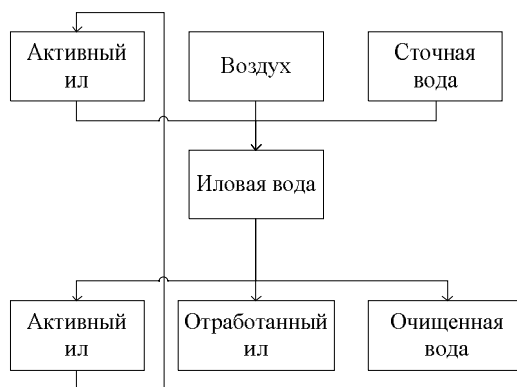 Активный
ил
Воздух
Сточная
вода
Иловая вода
Активный
ил
Отработанный
ил
Очищенная
вода